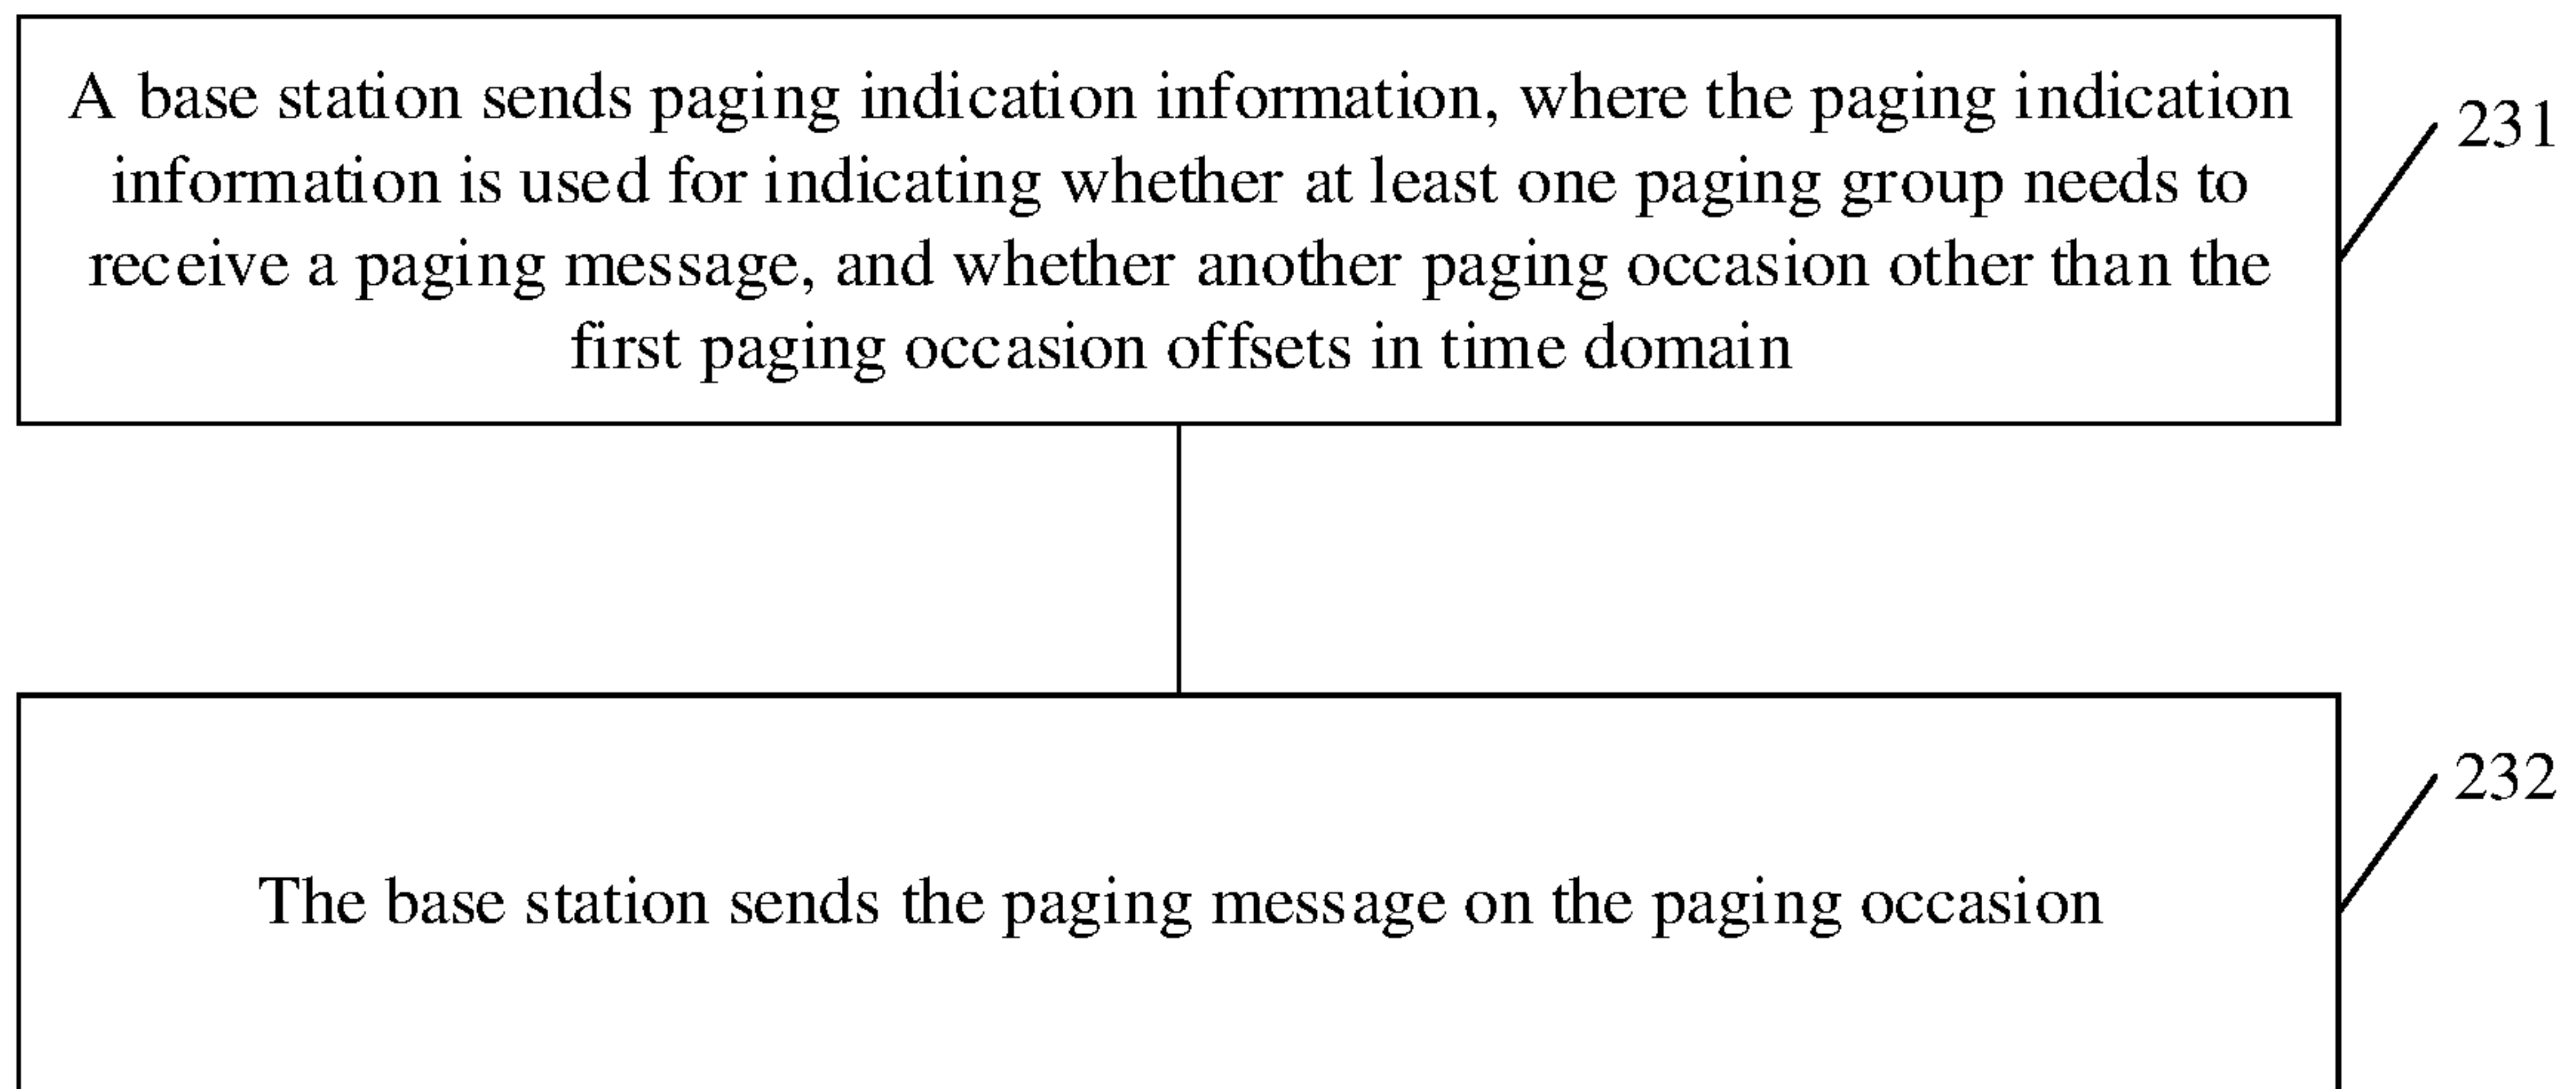 A base station sends paging indication information, where the paging indication
information is used for indicating whether at least one paging group needs to
receive a paging message, and whether another paging occasion other than the
first paging occasion offsets in time domain
231
The base station sends the paging message on the paging occasion
232